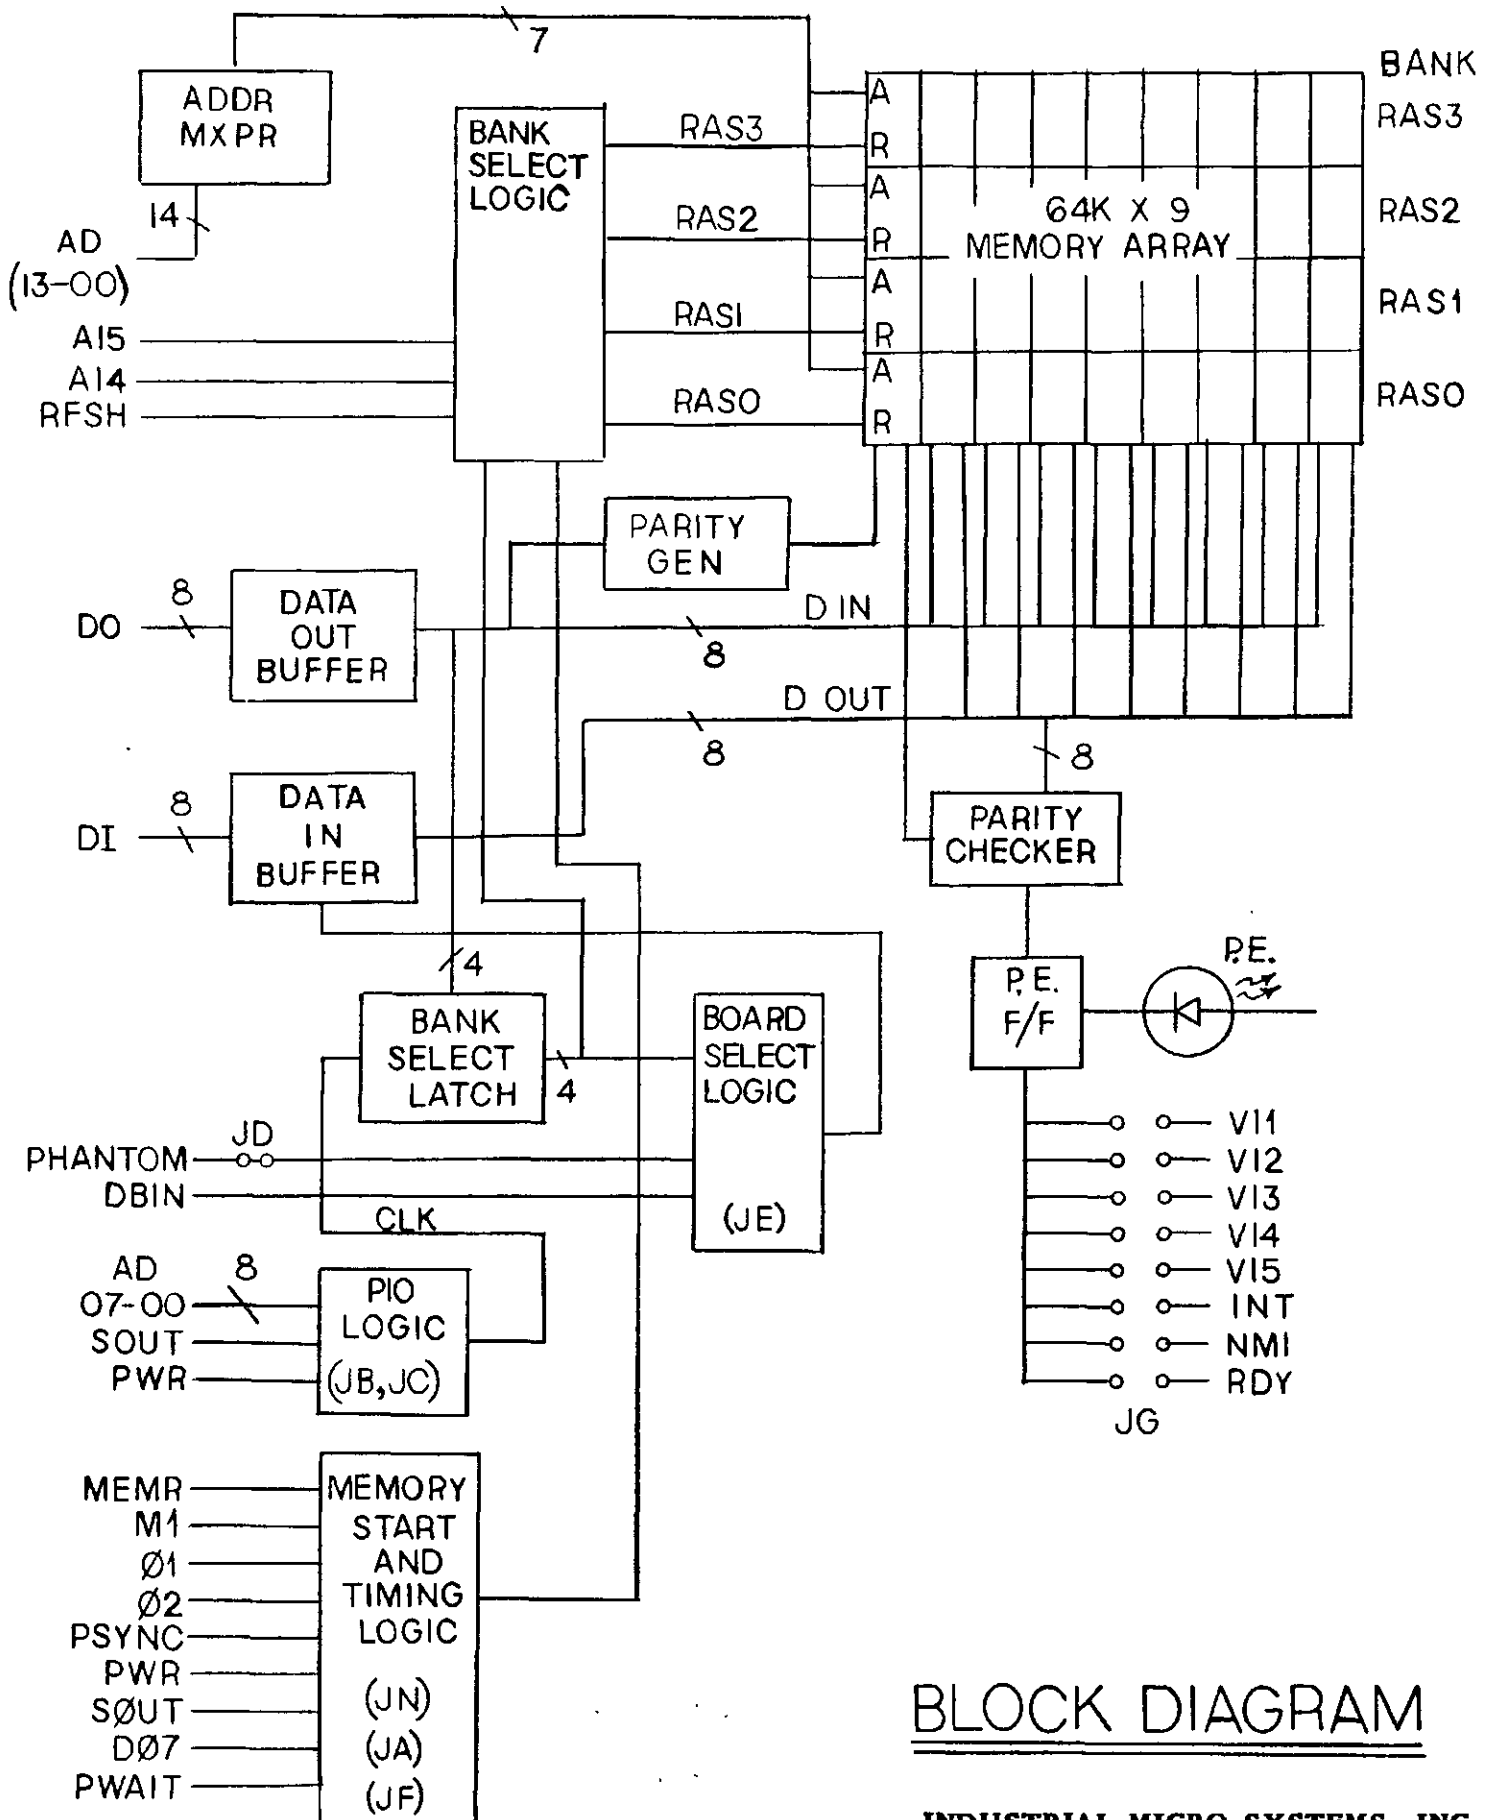 7
ADDR
MXPR
14
AD
(13-00)
A15
A14
RFSH
BANK
SELECT
LOGIC
RAS3
RAS2
RAS1
RAS0
A
R
A
R
A
R
A
R
64K X 9
MEMORY ARRAY
BANK
RAS3
RAS2
RAS1
RAS0
PARITY
GEN
DO
8
DATA
OUT
BUFFER
D IN
8
D OUT
8
DI
8
DATA
IN
BUFFER
8
PARITY
CHECKER
4
BANK
SELECT
LATCH
4
BOARD
SELECT
LOGIC
(JE)
P.E.
F/F
P.E.
PHANTOM
JD
DBIN
CLK
AD
07-00
8
SOUT
PWR
PIO
LOGIC
(JB,JC)
VI1
VI2
VI3
VI4
VI5
INT
NMI
RDY
JG
MEMR
M1
Ø1
Ø2
PSYNC
PWR
SØUT
DØ7
PWAIT
MEMORY
START
AND
TIMING
LOGIC
(JN)
(JA)
(JF)
BLOCK DIAGRAM
INDUSTRIAL MICRO SYSTEMS, INC